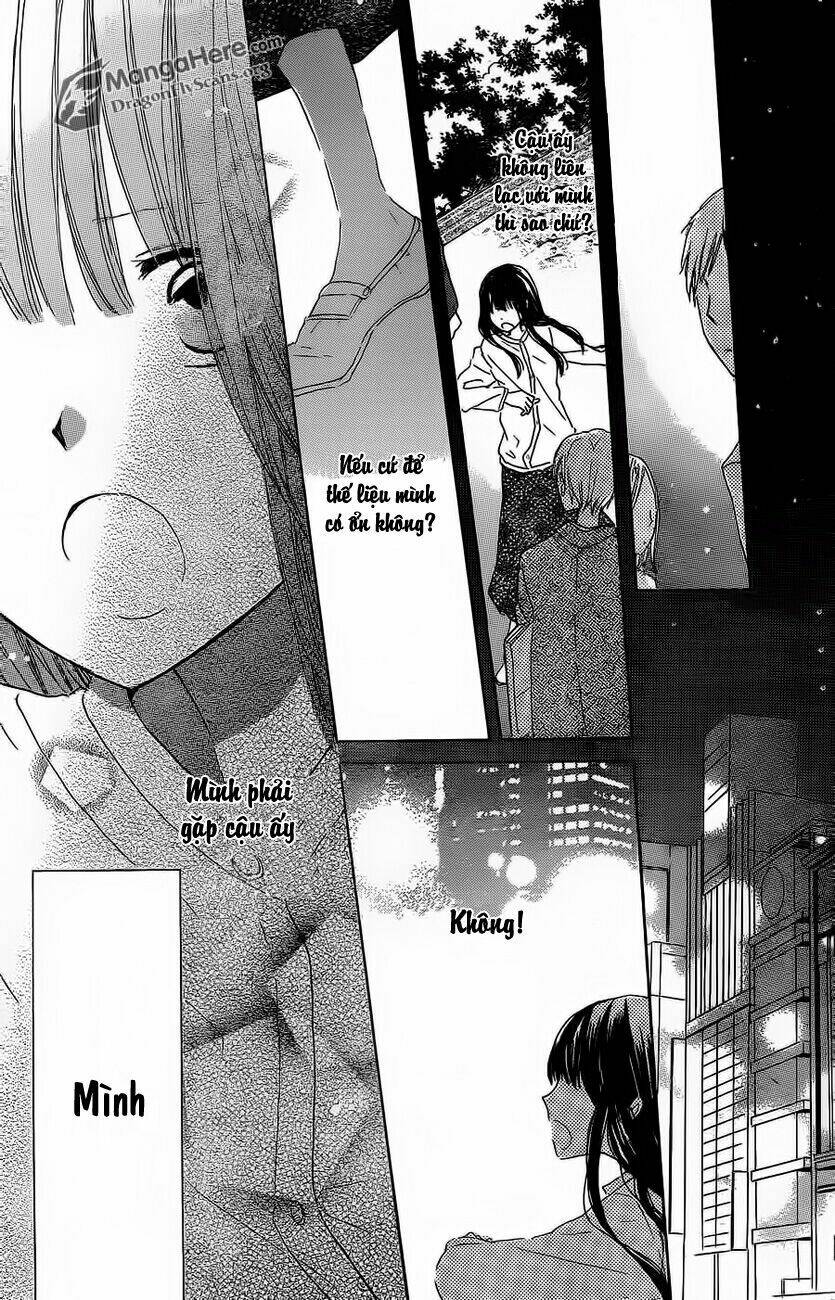 MangaHere.com
DragonFlyScans.org
Cậu ấy
không liên
lạc với mình
thì sao chứ?
Nếu cứ để
thế liệu mình
có ổn không?
Không!
Mình phải
gặp cậu ấy
Mình